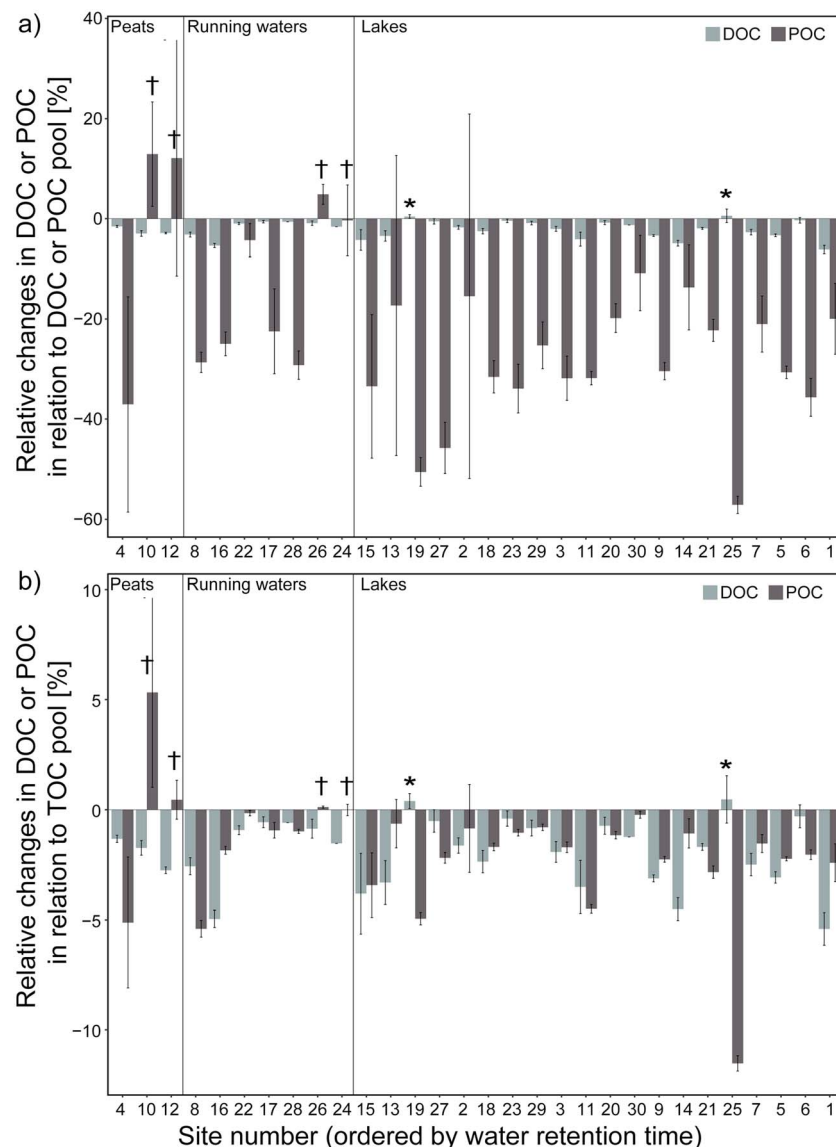 a)
Peats
Running waters
Lakes
DOC
POC
Relative changes in DOC or POC
in relation to DOC or POC pool [%]
40
20
0
−20
−40
−60
†
†
†
†
*
*
4 10 12 8 16 22 17 28 26 24 15 13 19 27 2 18 23 29 3 11 20 30 9 14 21 25 7 5 6 1
b)
Peats
Running waters
Lakes
DOC
POC
Relative changes in DOC or POC
in relation to TOC pool [%]
10
5
0
−5
−10
†
†
†
†
*
*
4 10 12 8 16 22 17 28 26 24 15 13 19 27 2 18 23 29 3 11 20 30 9 14 21 25 7 5 6 1
Site number (ordered by water retention time)